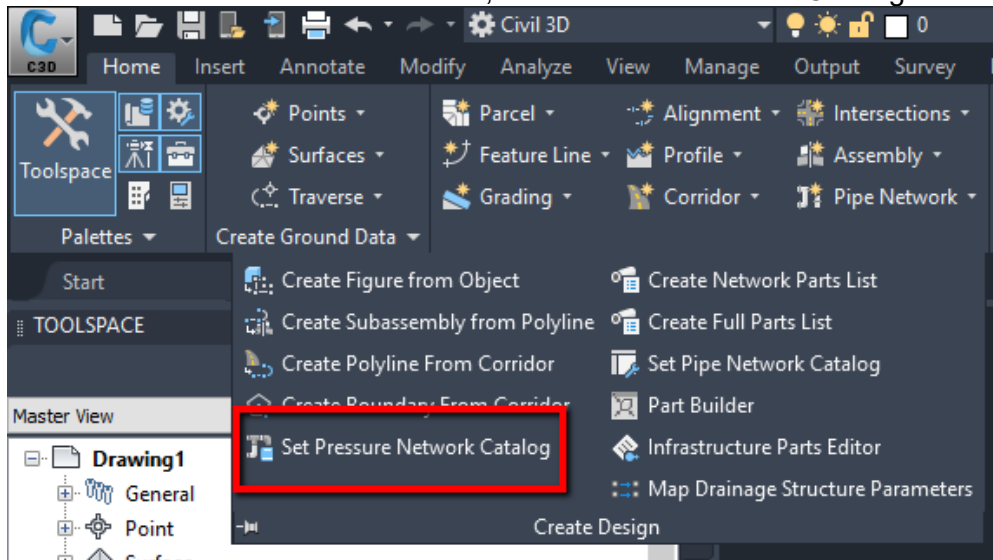 Civil 3D
0
C3D
Home Insert Annotate Modify Analyze View Manage Output Survey
Toolspace
Points
Parcel
Alignment
Intersections
Surfaces
Feature Line
Profile
Assembly
Traverse
Grading
Corridor
Pipe Network
Palettes
Create Ground Data
Start
Create Figure from Object
Create Network Parts List
TOOLSPACE
Create Subassembly from Polyline
Create Full Parts List
Create Polyline From Corridor
Set Pipe Network Catalog
Master View
Create Boundary From Corridor
Part Builder
Drawing1
Set Pressure Network Catalog
Infrastructure Parts Editor
General
Map Drainage Structure Parameters
Point
Create Design
Surface